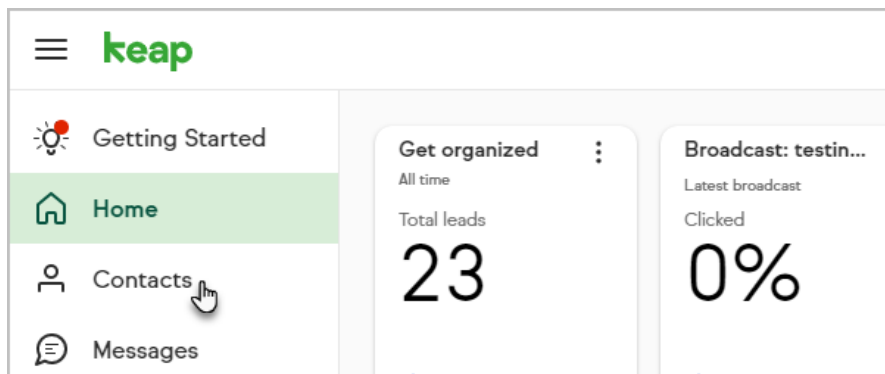 keap
Getting Started
Home
Contacts
Messages
Get organized
All time
Total leads
23
Broadcast: testin...
Latest broadcast
Clicked
0%